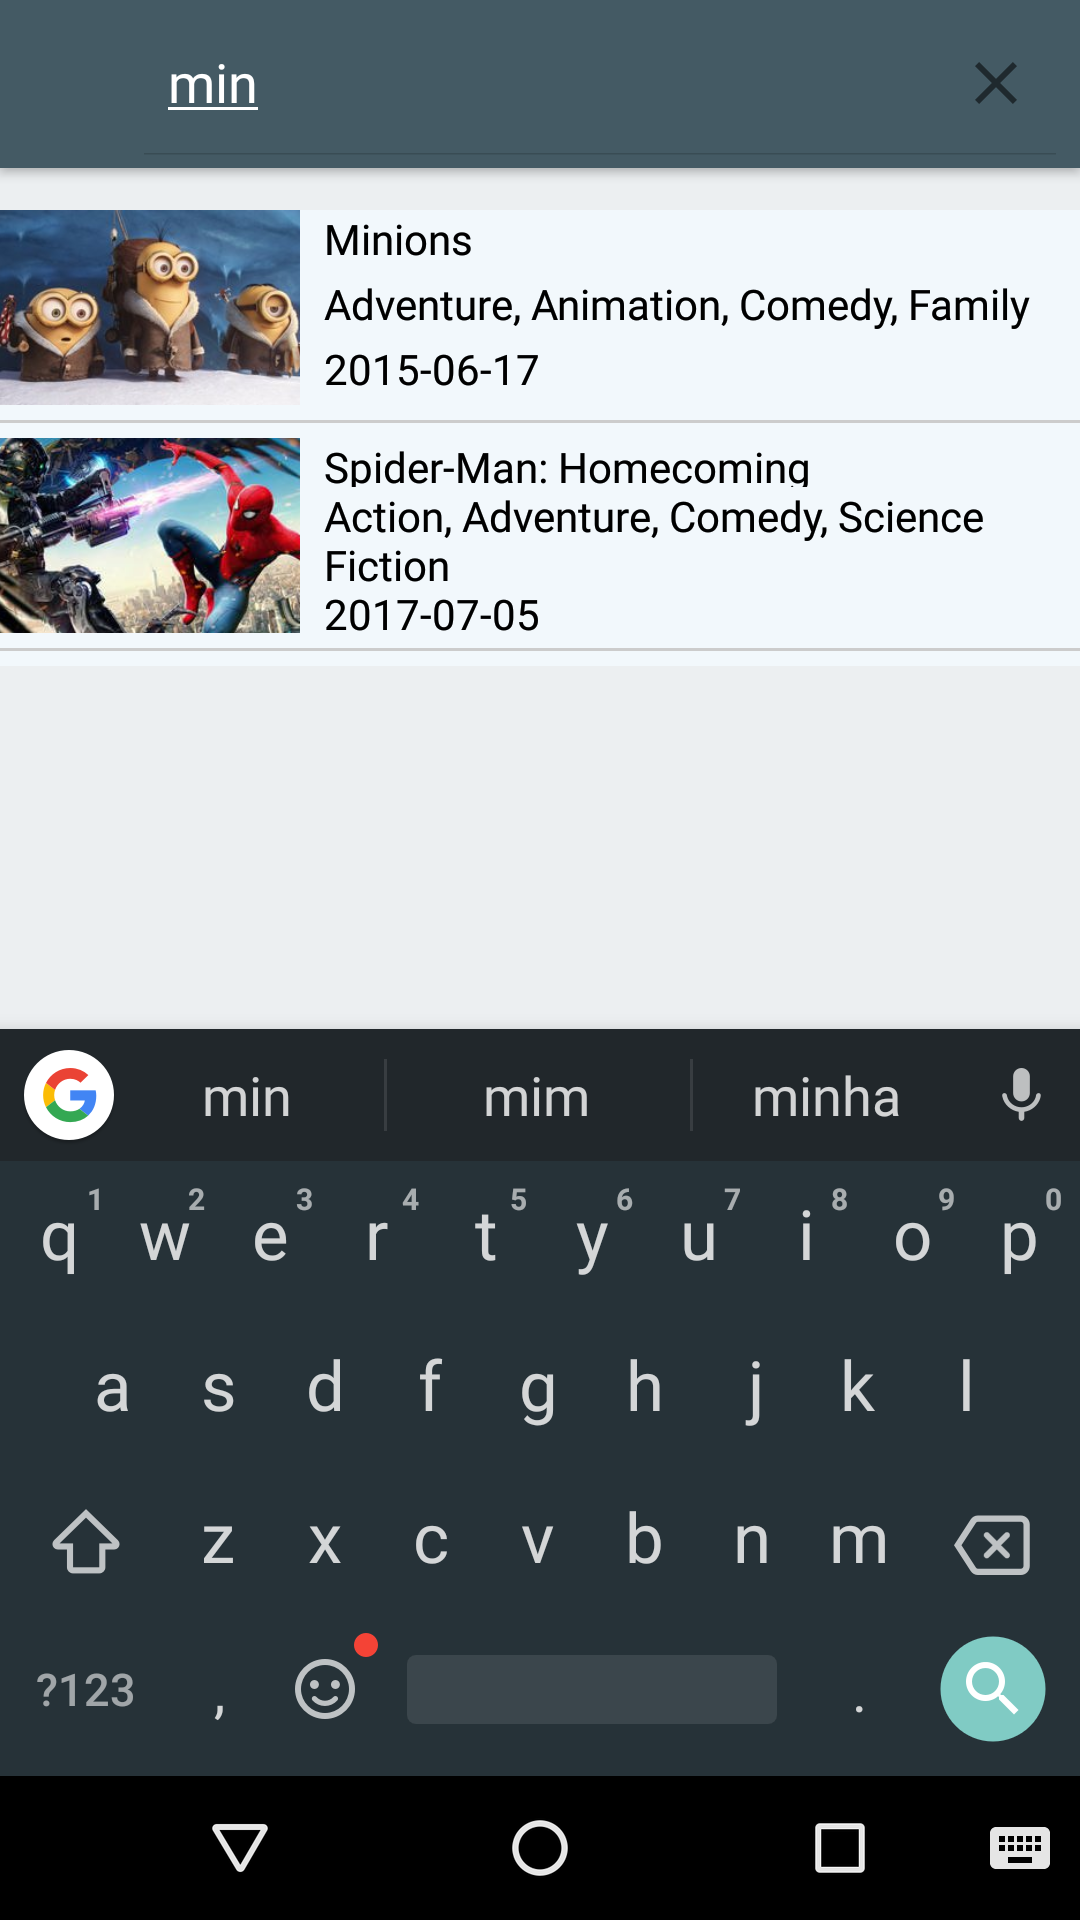 min
Minions
Adventure, Animation, Comedy, Family
2015-06-17
Spider-Man: Homecoming
Action, Adventure, Comedy, Science
Fiction
2017-07-05
min mim minha
1 2 3 4 5 6 7 8 9 0
q w e r t y u i o p
a s d f g h j k l
z x c v b n m
?123 , .